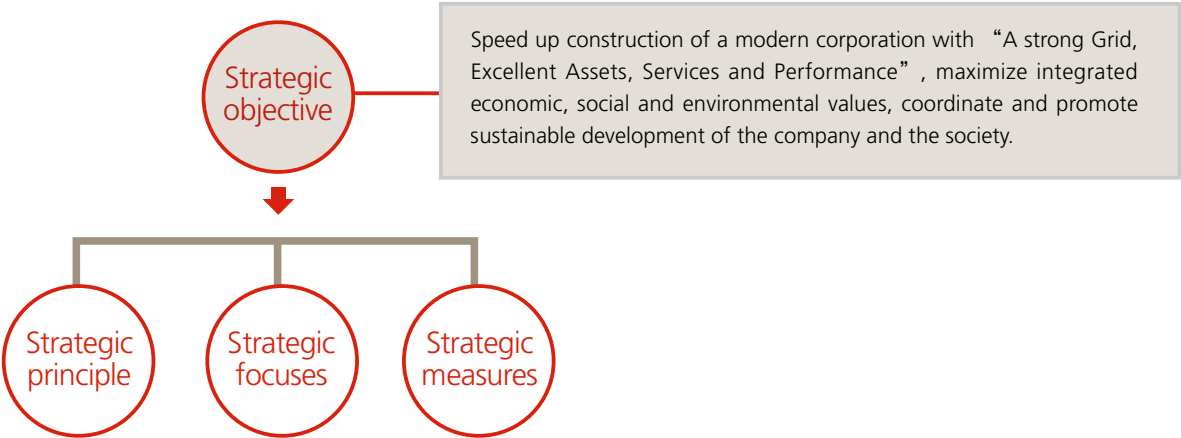 Strategic
objective
Speed up construction of a modern corporation with “A strong Grid,
Excellent Assets, Services and Performance”, maximize integrated
economic, social and environmental values, coordinate and promote
sustainable development of the company and the society.
Strategic
principle
Strategic
focuses
Strategic
measures